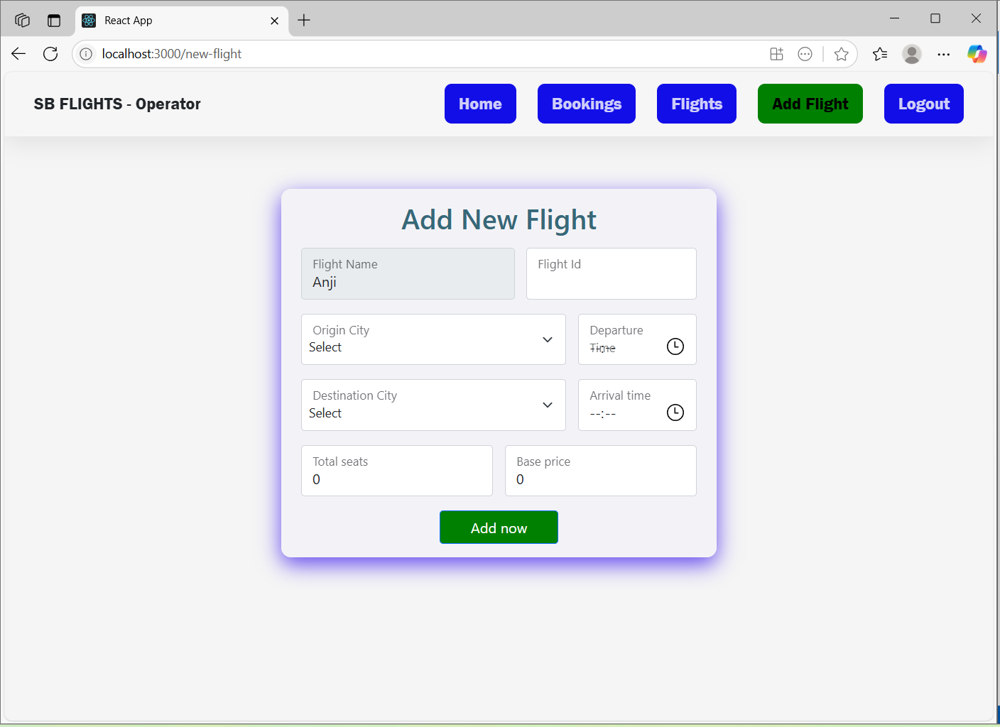 React App
localhost:3000/new-flight
SB FLIGHTS - Operator
Home
Bookings
Flights
Add Flight
Logout
Add New Flight
Flight Name
Anji
Flight Id
Origin City
Select
Departure
Time
--:--
Destination City
Select
Arrival time
--:--
Total seats
0
Base price
0
Add now